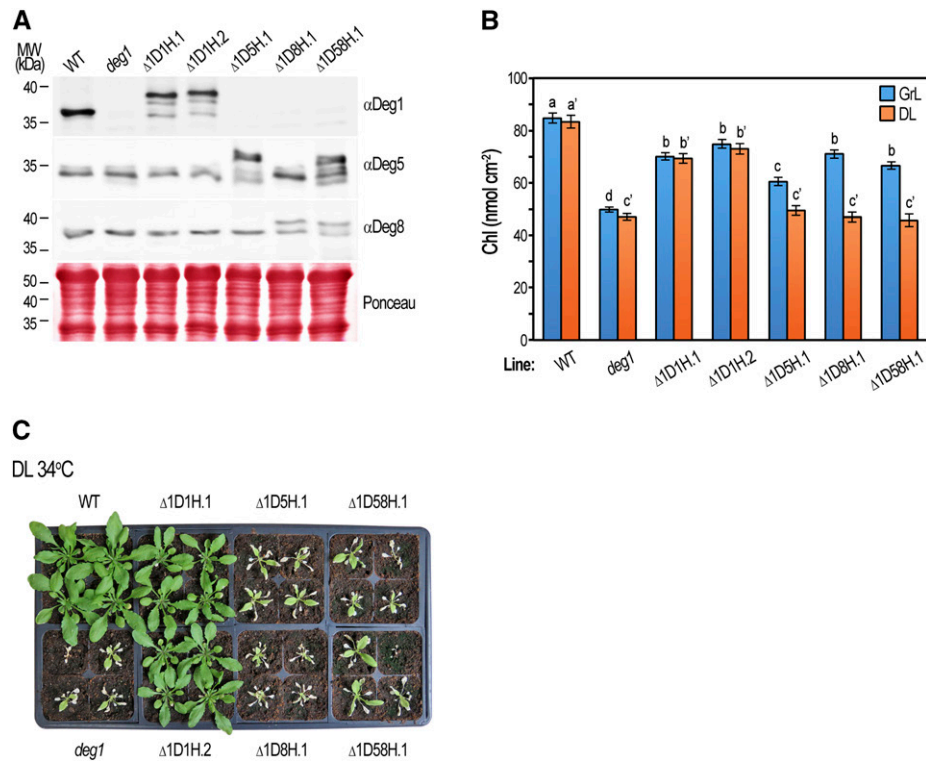 A
MW (kDa)
WT deg1 Δ1D1H.1 Δ1D1H.2 Δ1D5H.1 Δ1D8H.1 Δ1D58H.1
40
35
αDeg1
35
αDeg5
40
35
αDeg8
50
40
35
Ponceau
B
Chl (nmol cm-2)
100
80
60
40
20
0
GrL
DL
a a' d c' b b' b b' c c' b c' b c'
Line: WT deg1 Δ1D1H.1 Δ1D1H.2 Δ1D5H.1 Δ1D8H.1 Δ1D58H.1
C
DL 34ºC
WT Δ1D1H.1 Δ1D5H.1 Δ1D58H.1
deg1 Δ1D1H.2 Δ1D8H.1 Δ1D58H.1